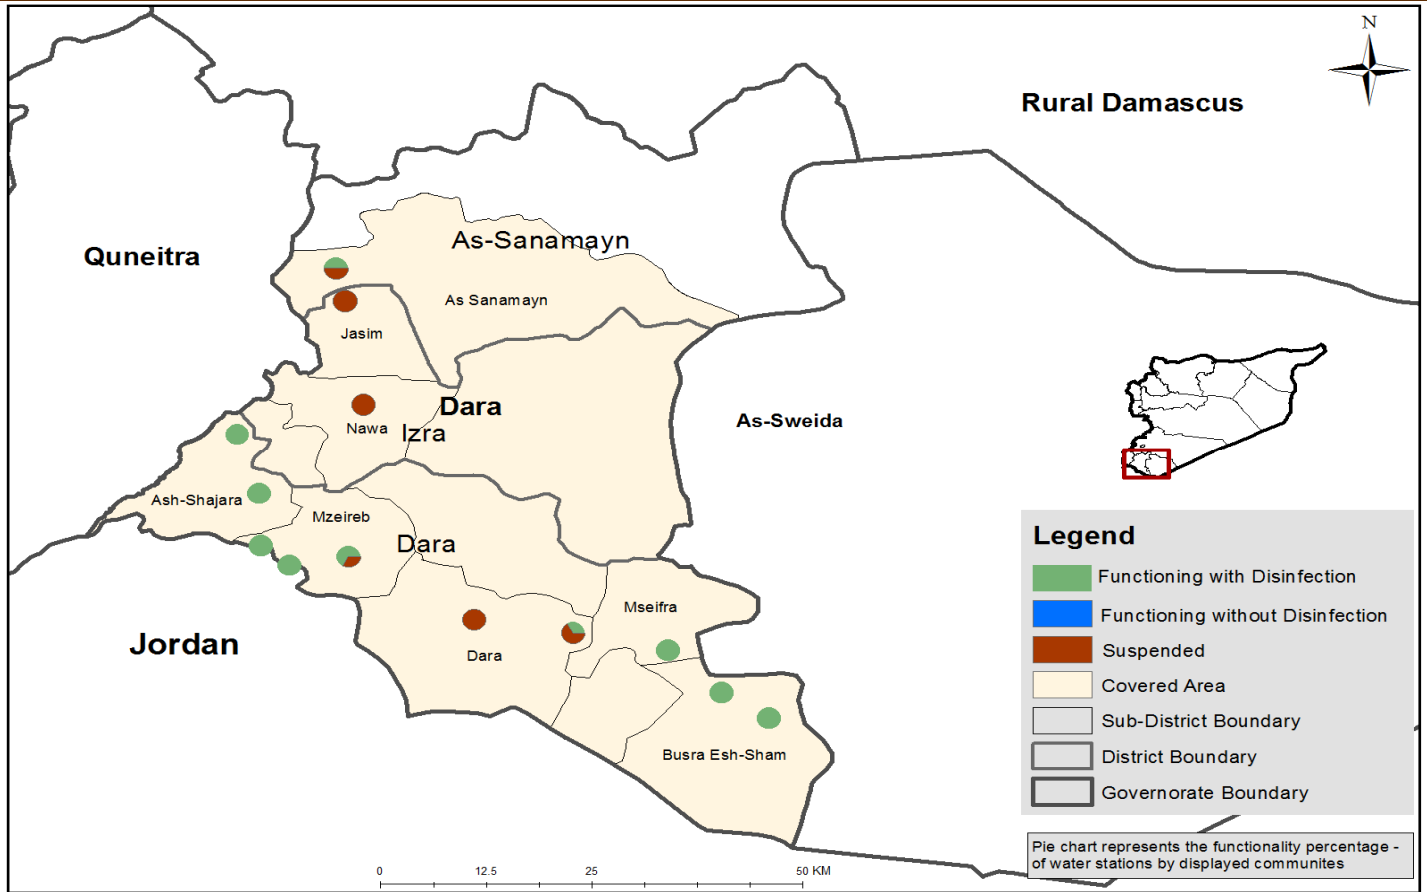 N
Rural Damascus
As-Sanamayn
Quneitra
As Sanamayn
Jasim
Dara
As-Sweida
Nawa
Izra
Ash-Shajara
Mzeireb
Dara
Mseifra
Jordan
Dara
Busra Esh-Sham
Legend
Functioning with Disinfection
Functioning without Disinfection
Suspended
Covered Area
Sub-District Boundary
District Boundary
Governorate Boundary
Pie chart represents the functionality percentage -
of water stations by displayed communites
0 12.5 25 50 KM